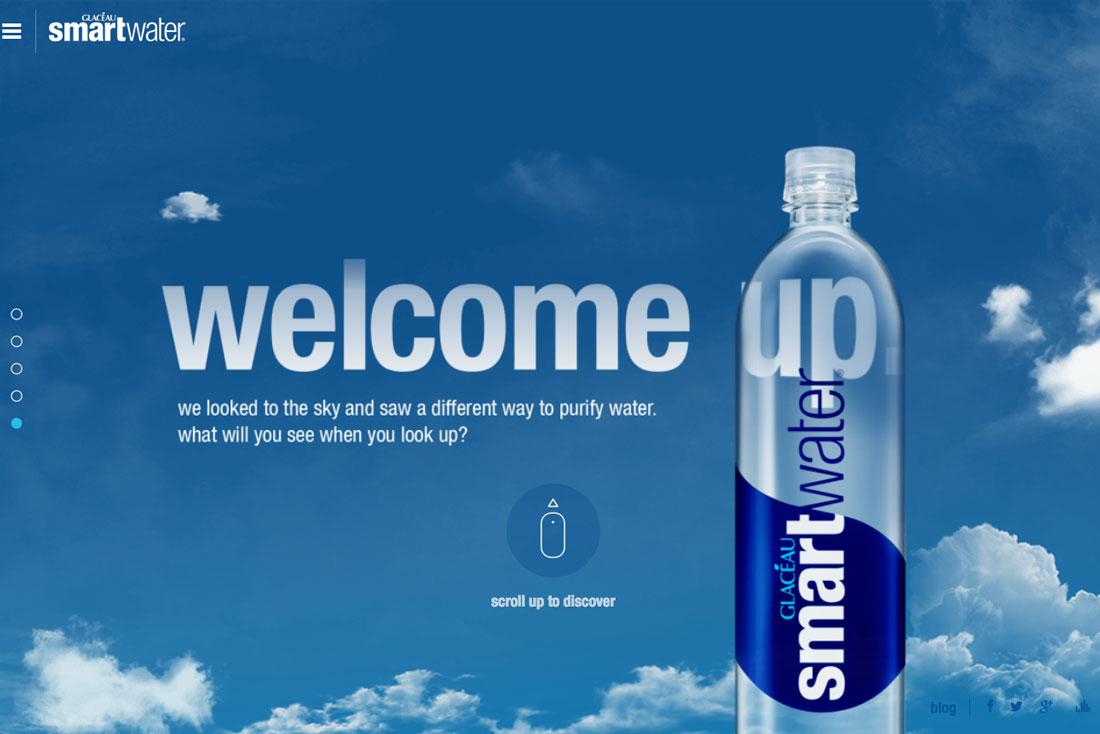 GLACÉAU
smartwater®
welcome up.
we looked to the sky and saw a different way to purify water.
what will you see when you look up?
scroll up to discover
GLACÉAU
smartwater®
blog
f
g+